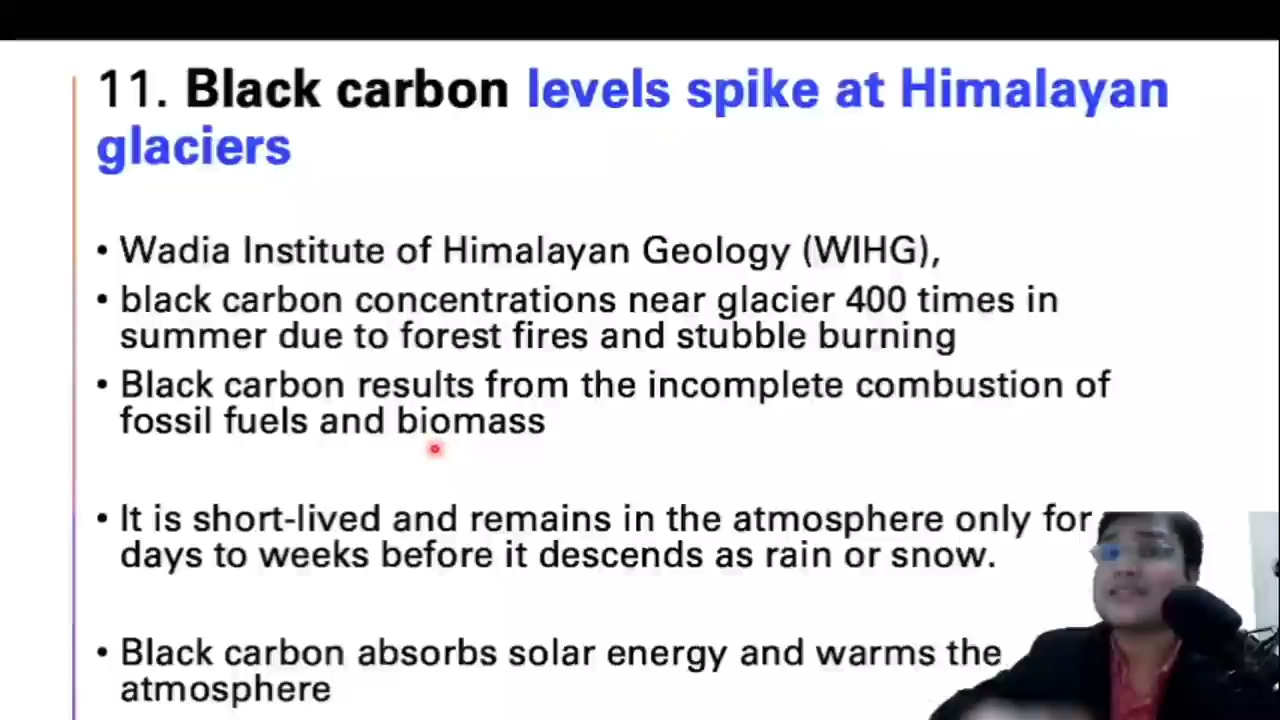 11. Black carbon levels spike at Himalayan
glaciers
• Wadia Institute of Himalayan Geology (WIHG),
• black carbon concentrations near glacier 400 times in
summer due to forest fires and stubble burning
• Black carbon results from the incomplete combustion of
fossil fuels and biomass
• It is short-lived and remains in the atmosphere only for
days to weeks before it descends as rain or snow.
• Black carbon absorbs solar energy and warms the
atmosphere